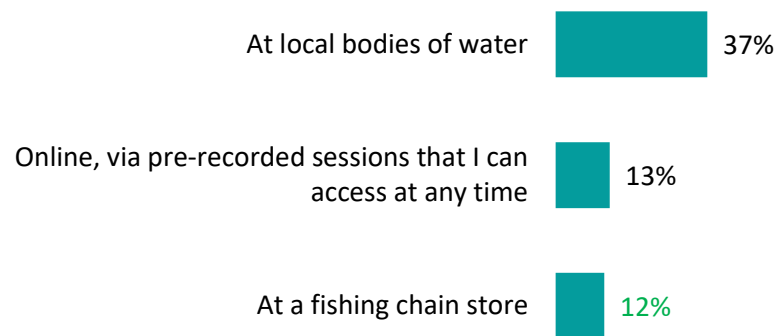 At local bodies of water 37%
Online, via pre-recorded sessions that I can
access at any time 13%
At a fishing chain store 12%